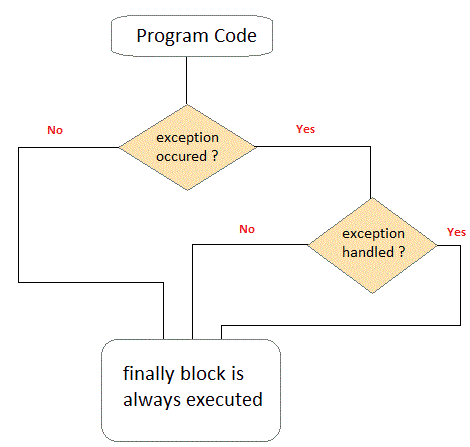 Program Code
No
Yes
exception
occured ?
exception
handled ?
No
Yes
finally block is
always executed